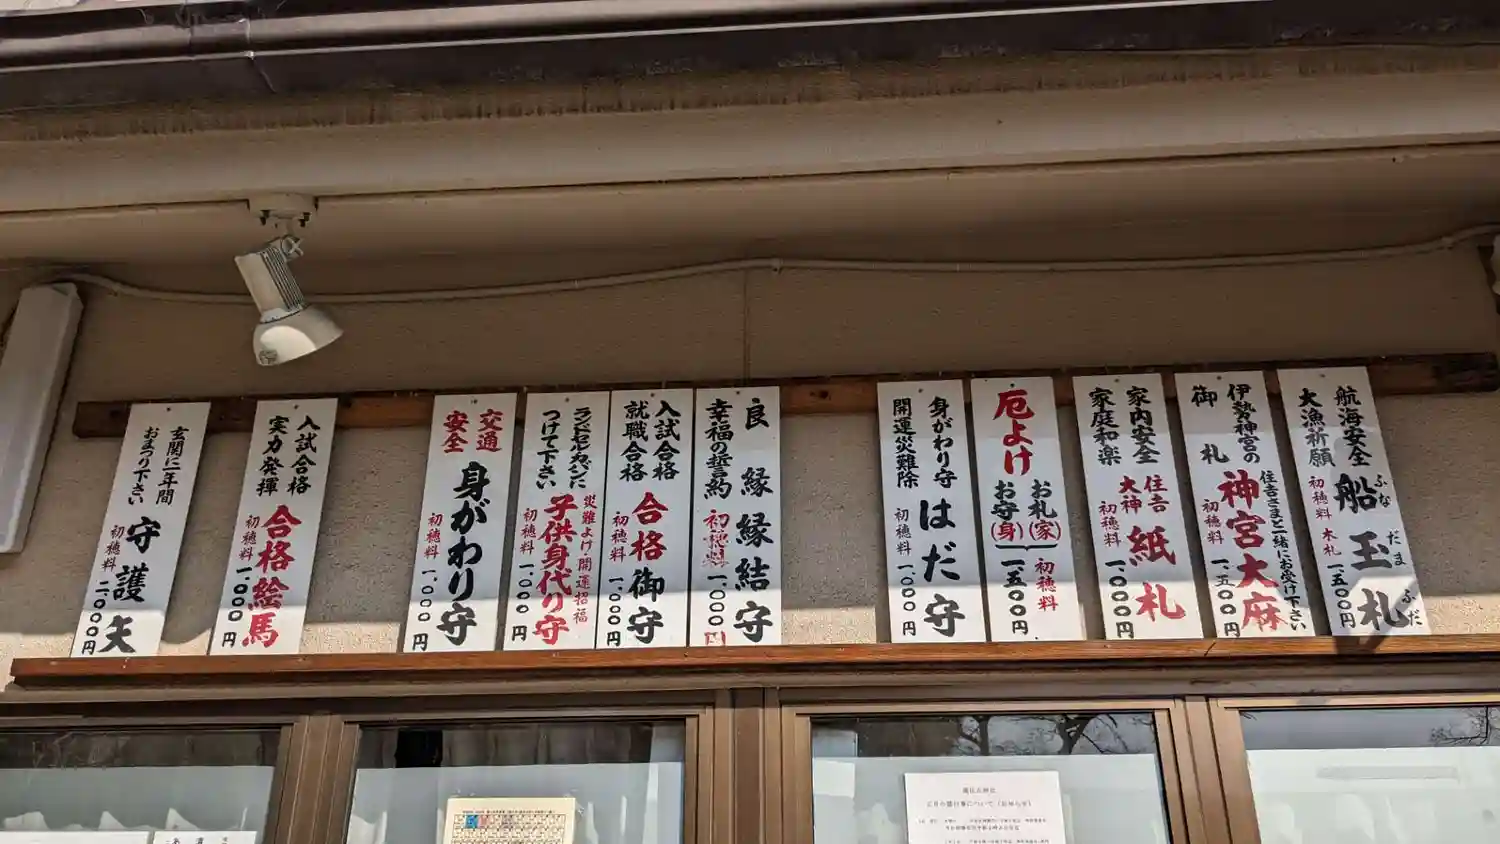 航海安全
大漁祈願
船玉札
ふなだまふだ
初穂料 木札 一、五〇〇円
伊勢神宮の
御札
住吉さまと一緒にお受け下さい
神宮大麻
初穂料 一、五〇〇円
家内安全
家庭和楽
住吉
大神
紙札
初穂料 一、〇〇〇円
厄よけ
お札(家)
お守(身)
初穂料
一、五〇〇円
身がわり守
開運災難除
はだ守
初穂料 一、〇〇〇円
良縁縁結守
幸福の誓約
初穂料 一、〇〇〇円
入試合格
就職合格
合格御守
初穂料 一、〇〇〇円
ランドセル、カバンに
つけて下さい
災難よけ・開運招福
子供身代り守
初穂料 一、〇〇〇円
交通
安全
身がわり守
初穂料 一、〇〇〇円
入試合格
実力発揮
合格絵馬
初穂料 一、〇〇〇円
玄関に一年間
おまつり下さい
守護矢
初穂料 二、〇〇〇円